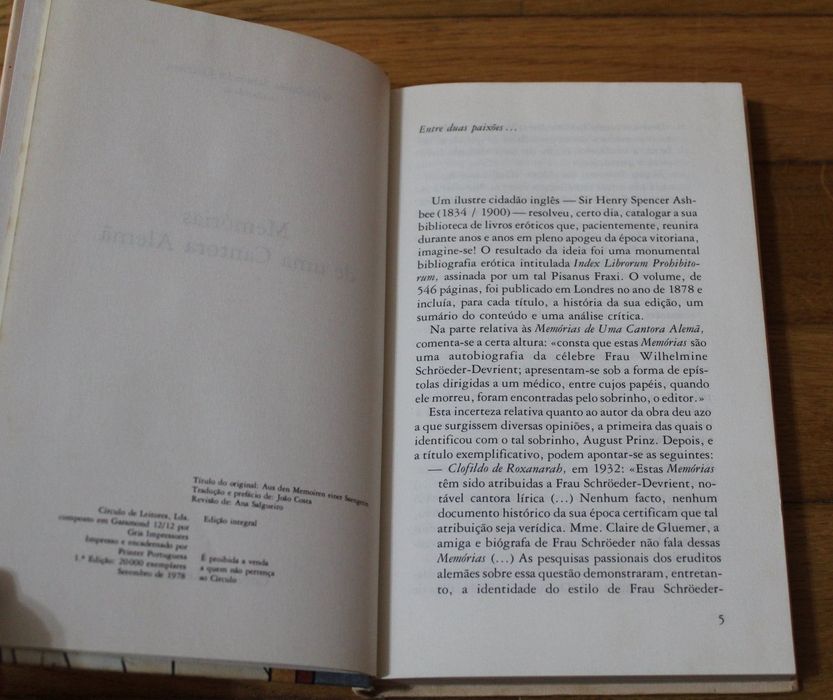 Título do original: Aus den Memoiren einer Saengerin
Tradução e prefácio de: João Costa
Revisão de: Ana Salgueiro
Círculo de Leitores, Lda.
composto em Garamond 12/12 por
Gris Impressores
Impresso e encadernado por
Printer Portuguesa
1.ª Edição: 20 000 exemplares
Setembro de 1978
Edição integral
É proibida a venda
a quem não pertença
ao Círculo
Entre duas paixões...
Um ilustre cidadão inglês — Sir Henry Spencer Ash-
bee (1834 / 1900) — resolveu, certo dia, catalogar a sua
biblioteca de livros eróticos que, pacientemente, reunira
durante anos e anos em pleno apogeu da época vitoriana,
imagine-se! O resultado da ideia foi uma monumental
bibliografia erótica intitulada Index Librorum Prohibito-
rum, assinada por um tal Pisanus Fraxi. O volume, de
546 páginas, foi publicado em Londres no ano de 1878 e
incluía, para cada título, a história da sua edição, um
sumário do conteúdo e uma análise crítica.
Na parte relativa às Memórias de Uma Cantora Alemã,
comenta-se a certa altura: «consta que estas Memórias são
uma autobiografia da célebre Frau Wilhelmine
Schröeder-Devrient; apresentam-se sob a forma de epís-
tolas dirigidas a um médico, entre cujos papéis, quando
ele morreu, foram encontradas pelo sobrinho, o editor.»
Esta incerteza relativa quanto ao autor da obra deu azo
a que surgissem diversas opiniões, a primeira das quais o
identificou com o tal sobrinho, August Prinz. Depois, e
a título exemplificativo, podem apontar-se as seguintes:
— Clofildo de Roxanarah, em 1932: «Estas Memórias
têm sido atribuídas a Frau Schröeder-Devrient, no-
tável cantora lírica (...) Nenhum facto, nenhum
documento histórico da sua época certificam que tal
atribuição seja verídica. Mme. Claire de Gluemer, a
amiga e biógrafa de Frau Schröeder não fala dessas
Memórias (...) As pesquisas passionais dos eruditos
alemães sobre essa questão demonstraram, entretan-
to, a identidade do estilo de Frau Schröeder-
5